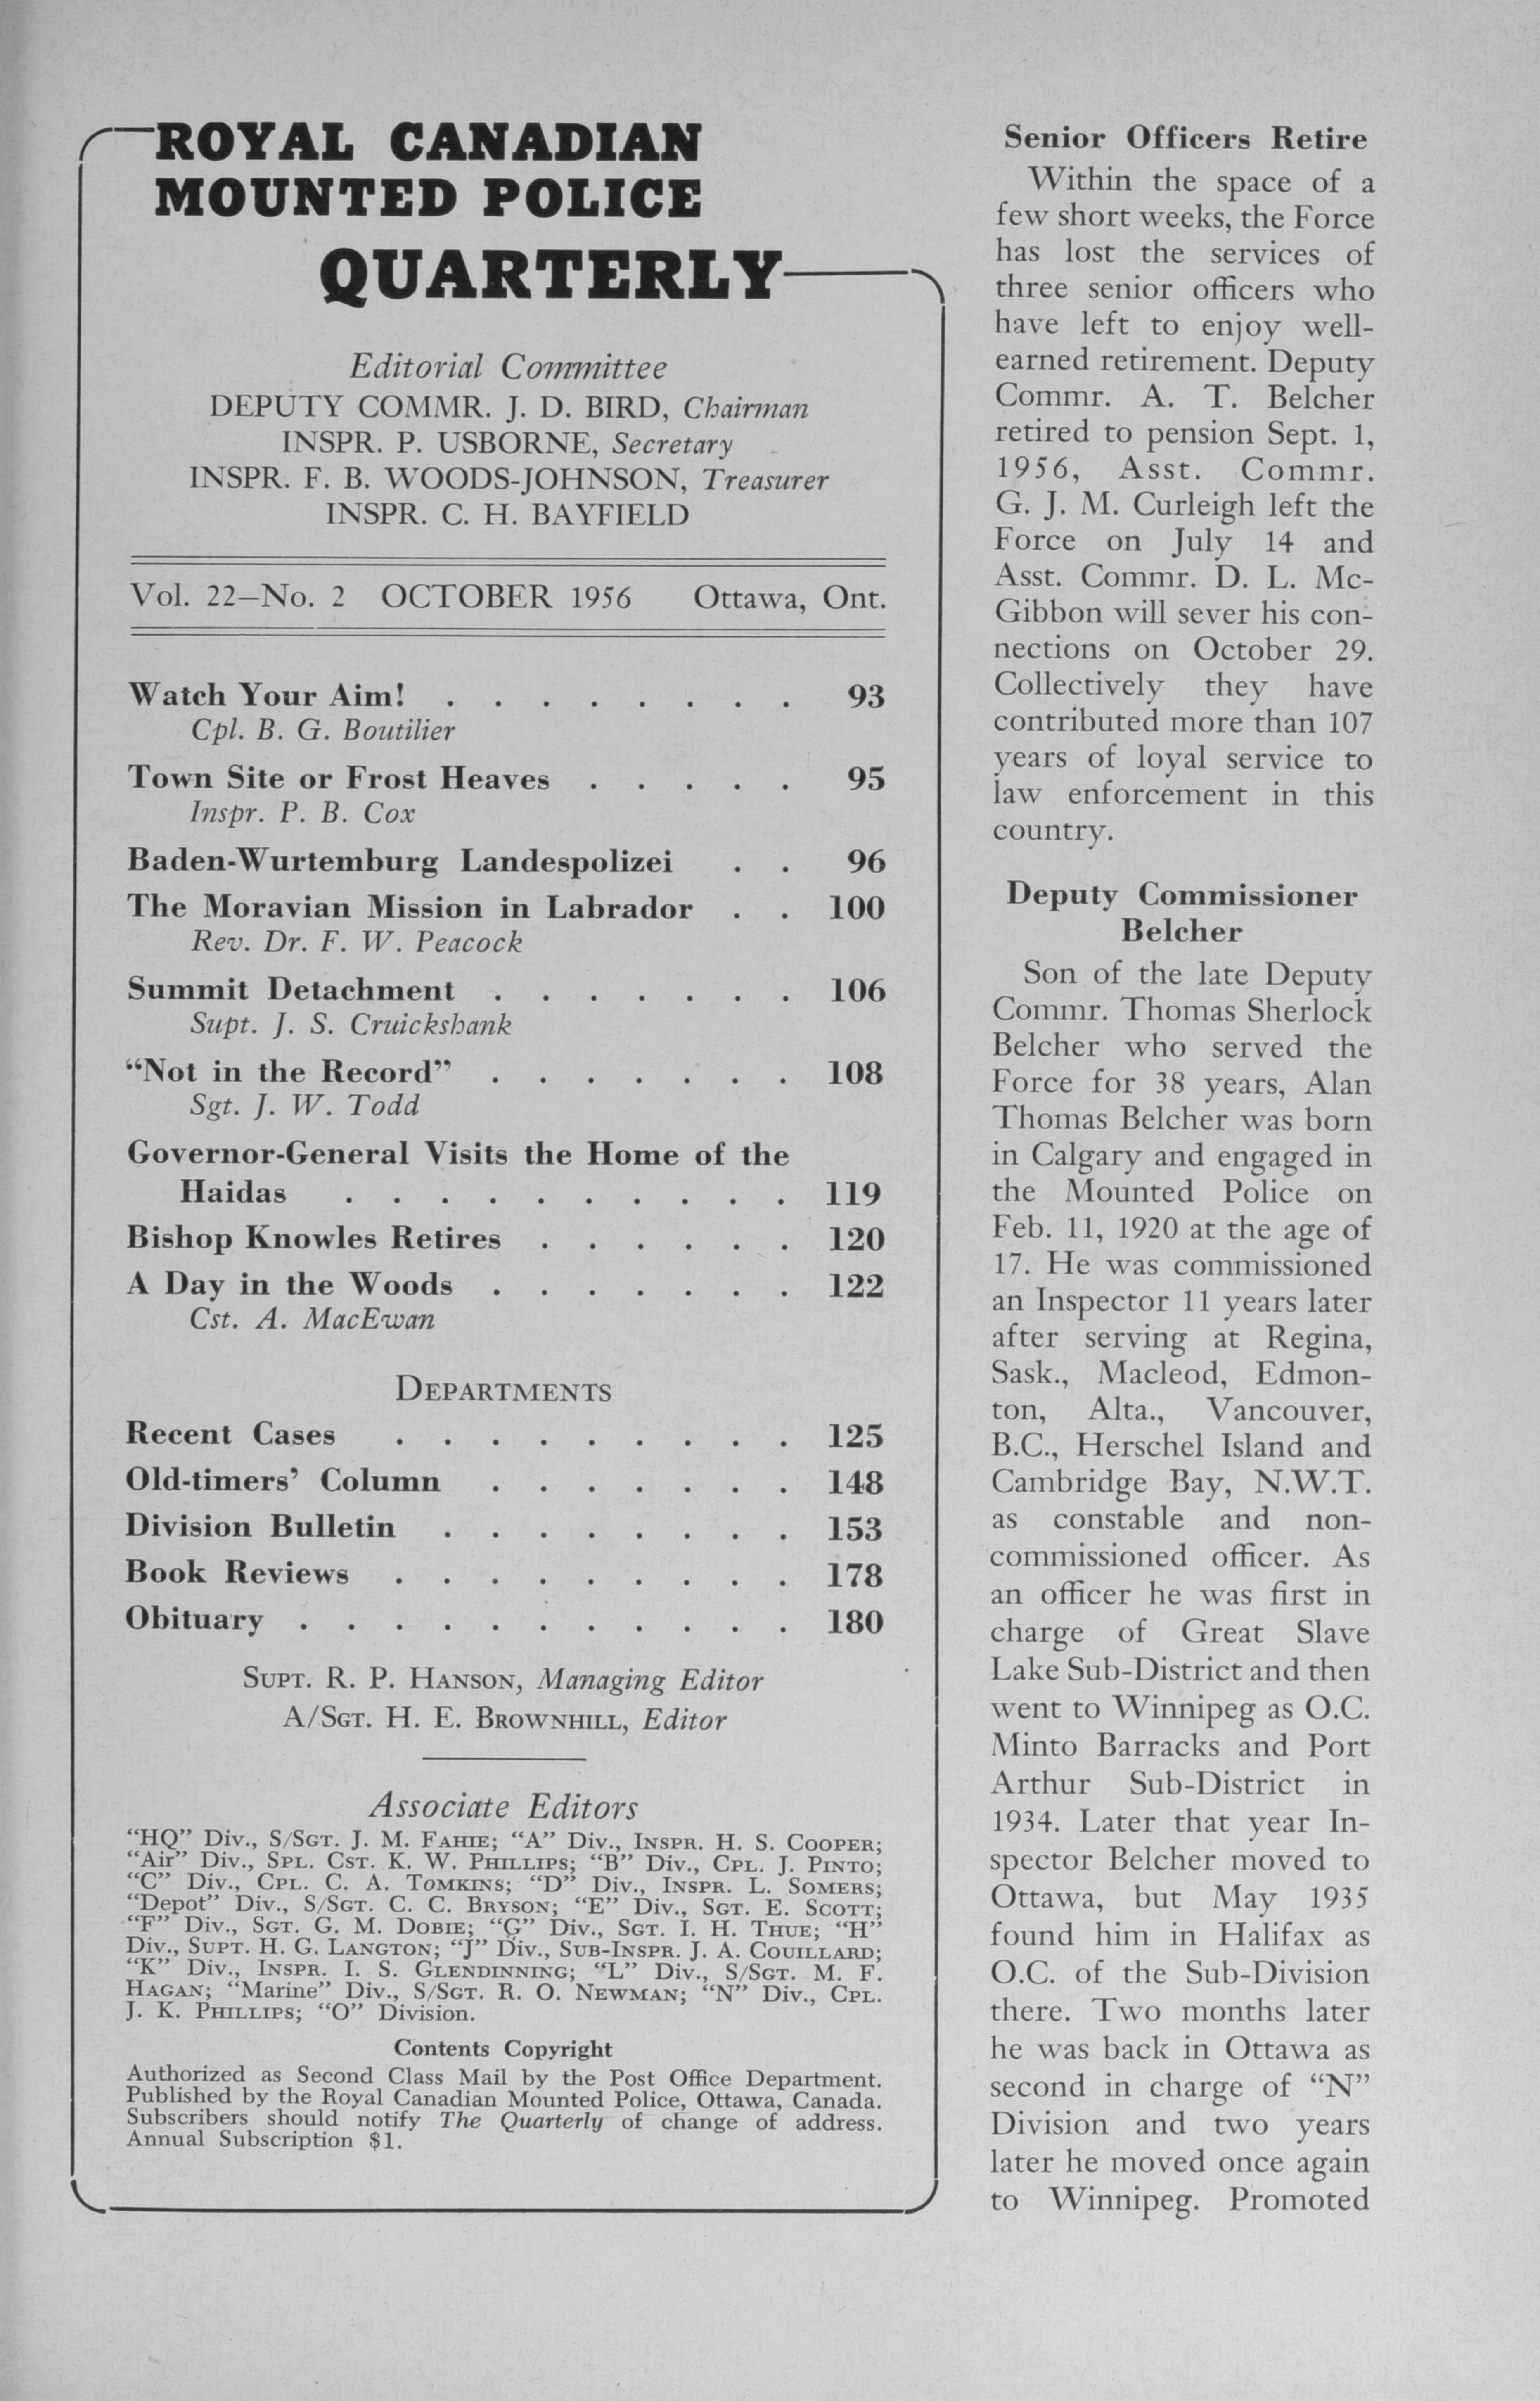 ROYAL CANADIAN
MOUNTED POLICE
QUARTERLY
Editorial Committee
DEPUTY COMMR. J. D. BIRD, Chairman
INSPR. P. USBORNE, Secretary
INSPR. F. B. WOODS-JOHNSON, Treasurer
INSPR. C. H. BAYFIELD
Vol. 22—No. 2 OCTOBER 1956 Ottawa, Ont.
Watch Your Aim! . . . . . . . . 93
Cpl. B. G. Boutilier
Town Site or Frost Heaves . . . . . 95
Inspr. P. B. Cox
Baden-Wurtemburg Landespolizei . . 96
The Moravian Mission in Labrador . . 100
Rev. Dr. F. W. Peacock
Summit Detachment . . . . . . . 106
Supt. J. S. Cruickshank
“Not in the Record” . . . . . . . 108
Sgt. J. W. Todd
Governor-General Visits the Home of the
Haidas . . . . . . . . . . 119
Bishop Knowles Retires . . . . . . 120
A Day in the Woods . . . . . . . 122
Cst. A. MacEwan
DEPARTMENTS
Recent Cases . . . . . . . . . 125
Old-timers’ Column . . . . . . . 148
Division Bulletin . . . . . . . . 153
Book Reviews . . . . . . . . . 178
Obituary . . . . . . . . . . . 180
SUPT. R. P. HANSON, Managing Editor
A/SGT. H. E. BROWNHILL, Editor
Associate Editors
“HQ” Div., S/SGT. J. M. FAHIE; “A” Div., INSPR. H. S. COOPER;
“Air” Div., SPL. CST. K. W. PHILLIPS; “B” Div., CPL. J. PINTO;
“C” Div., CPL. C. A. TOMKINS; “D” Div., INSPR. L. SOMERS;
“Depot” Div., S/SGT. C. C. BRYSON; “E” Div., SGT. E. SCOTT;
“F” Div., SGT. G. M. DOBIE; “G” Div., SGT. I. H. THUE; “H”
Div., SUPT. H. G. LANGTON; “J” Div., SUB-INSPR. J. A. COUILLARD;
“K” Div., INSPR. I. S. GLENDINNING; “L” Div., S/SGT. M. F.
HAGAN; “Marine” Div., S/SGT. R. O. NEWMAN; “N” Div., CPL.
J. K. PHILLIPS; “O” Division.
Contents Copyright
Authorized as Second Class Mail by the Post Office Department.
Published by the Royal Canadian Mounted Police, Ottawa, Canada.
Subscribers should notify The Quarterly of change of address.
Annual Subscription $1.
Senior Officers Retire
Within the space of a
few short weeks, the Force
has lost the services of
three senior officers who
have left to enjoy well-
earned retirement. Deputy
Commr. A. T. Belcher
retired to pension Sept. 1,
1956, Asst. Commr.
G. J. M. Curleigh left the
Force on July 14 and
Asst. Commr. D. L. Mc-
Gibbon will sever his con-
nections on October 29.
Collectively they have
contributed more than 107
years of loyal service to
law enforcement in this
country.
Deputy Commissioner
Belcher
Son of the late Deputy
Commr. Thomas Sherlock
Belcher who served the
Force for 38 years, Alan
Thomas Belcher was born
in Calgary and engaged in
the Mounted Police on
Feb. 11, 1920 at the age of
17. He was commissioned
an Inspector 11 years later
after serving at Regina,
Sask., Macleod, Edmon-
ton, Alta., Vancouver,
B.C., Herschel Island and
Cambridge Bay, N.W.T.
as constable and non-
commissioned officer. As
an officer he was first in
charge of Great Slave
Lake Sub-District and then
went to Winnipeg as O.C.
Minto Barracks and Port
Arthur Sub-District in
1934. Later that year In-
spector Belcher moved to
Ottawa, but May 1935
found him in Halifax as
O.C. of the Sub-Division
there. Two months later
he was back in Ottawa as
second in charge of “N”
Division and two years
later he moved once again
to Winnipeg. Promoted